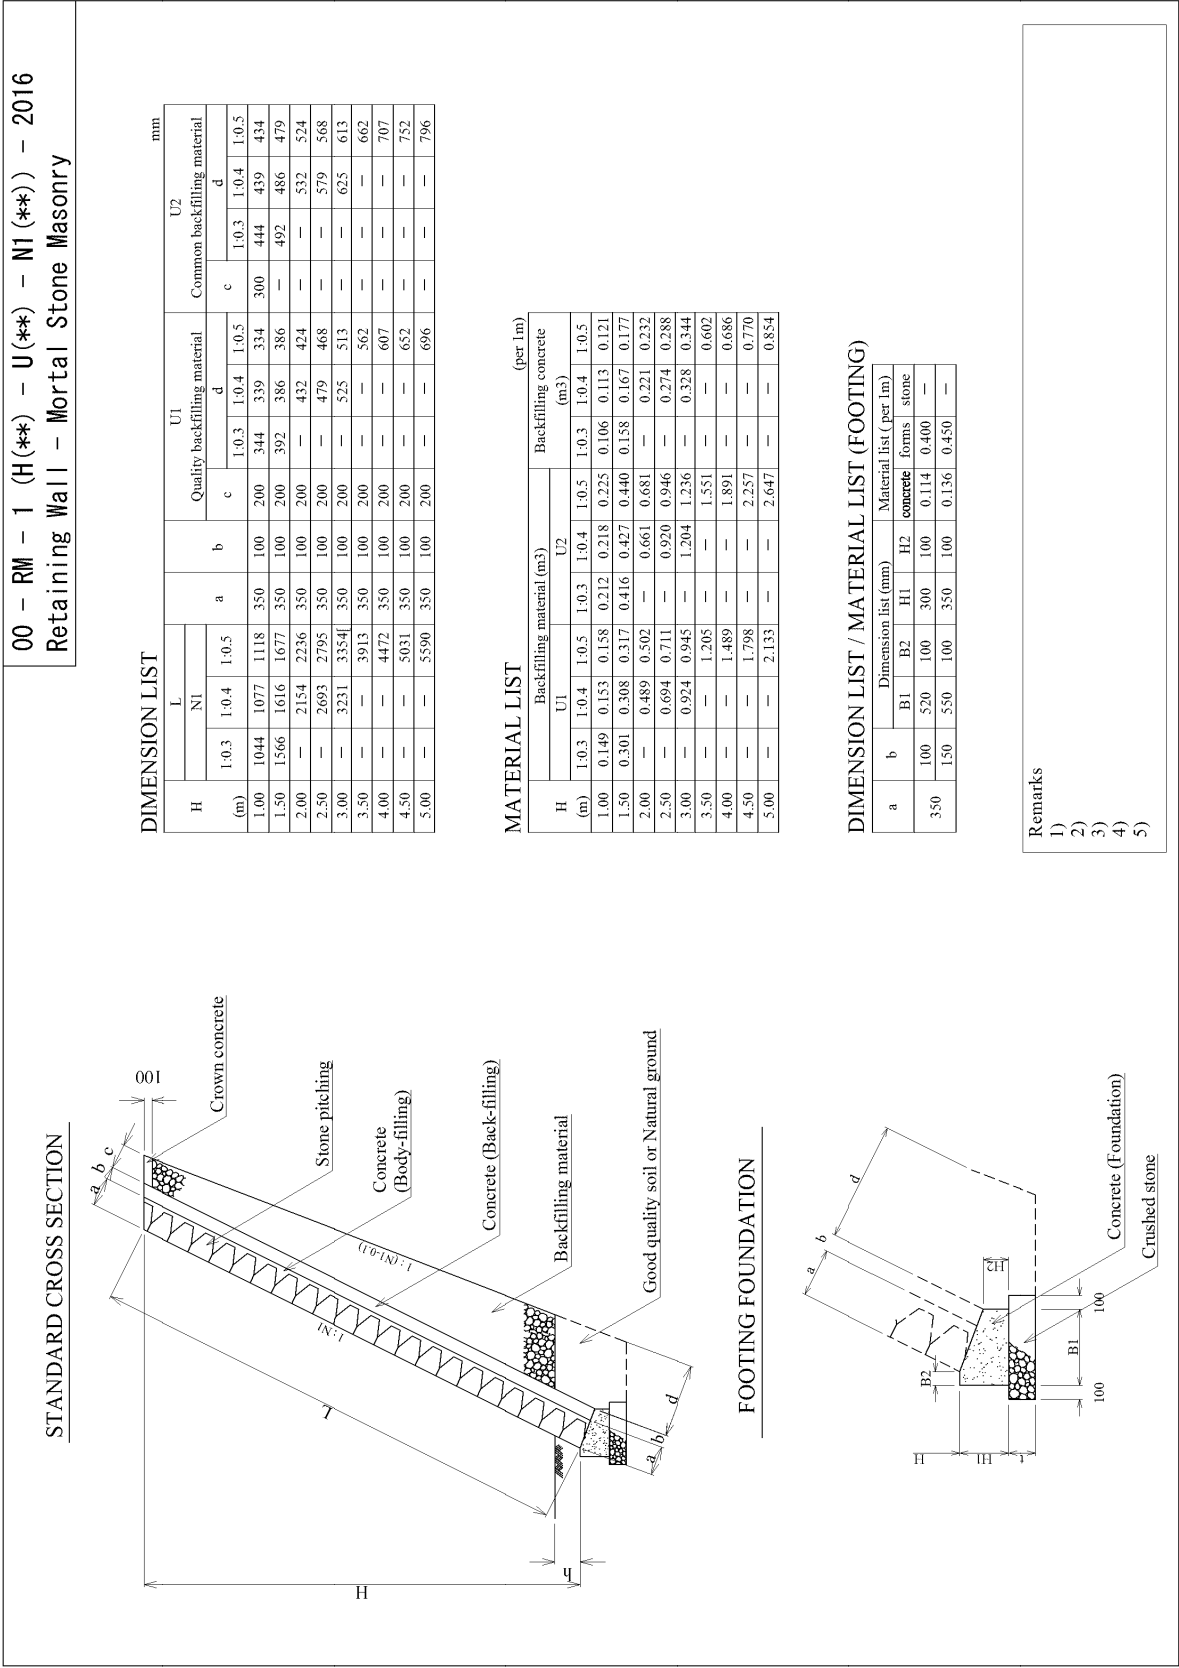 00 - RM - 1 (H(**) - U(**) - N1(**)) - 2016
Retaining Wall - Mortal Stone Masonry
STANDARD CROSS SECTION
100
a b c
Crown concrete
Stone pitching
Concrete
(Body-filling)
Concrete (Back-filling)
Backfilling material
Good quality soil or Natural ground
1 : (N1-0.1)
1 : N1
L
H
h
a b d
FOOTING FOUNDATION
a b d
B2
H2
H
H1
t
100 B1 100
Concrete (Foundation)
Crushed stone
DIMENSION LIST
mm
H L a b U1 U2
N1 Quality backfilling material Common backfilling material
c d c d
(m) 1:0.3 1:0.4 1:0.5 1:0.3 1:0.4 1:0.5 1:0.3 1:0.4 1:0.5
1.00 1044 1077 1118 350 100 200 344 339 334 300 444 439 434
1.50 1566 1616 1677 350 100 200 392 386 386 — 492 486 479
2.00 — 2154 2236 350 100 200 — 432 424 — — 532 524
2.50 — 2693 2795 350 100 200 — 479 468 — — 579 568
3.00 — 3231 3354[ 350 100 200 — 525 513 — — 625 613
3.50 — — 3913 350 100 200 — — 562 — — — 662
4.00 — — 4472 350 100 200 — — 607 — — — 707
4.50 — — 5031 350 100 200 — — 652 — — — 752
5.00 — — 5590 350 100 200 — — 696 — — — 796
MATERIAL LIST
(per 1m)
H Backfilling material (m3) Backfilling concrete
U1 U2 (m3)
(m) 1:0.3 1:0.4 1:0.5 1:0.3 1:0.4 1:0.5 1:0.3 1:0.4 1:0.5
1.00 0.149 0.153 0.158 0.212 0.218 0.225 0.106 0.113 0.121
1.50 0.301 0.308 0.317 0.416 0.427 0.440 0.158 0.167 0.177
2.00 — 0.489 0.502 — 0.661 0.681 — 0.221 0.232
2.50 — 0.694 0.711 — 0.920 0.946 — 0.274 0.288
3.00 — 0.924 0.945 — 1.204 1.236 — 0.328 0.344
3.50 — — 1.205 — — 1.551 — — 0.602
4.00 — — 1.489 — — 1.891 — — 0.686
4.50 — — 1.798 — — 2.257 — — 0.770
5.00 — — 2.133 — — 2.647 — — 0.854
DIMENSION LIST / MATERIAL LIST (FOOTING)
a b Dimension list (mm) Material list ( per 1m)
B1 B2 H1 H2 concrete forms stone
350 100 520 100 300 100 0.114 0.400 —
150 550 100 350 100 0.136 0.450 —
Remarks
1)
2)
3)
4)
5)